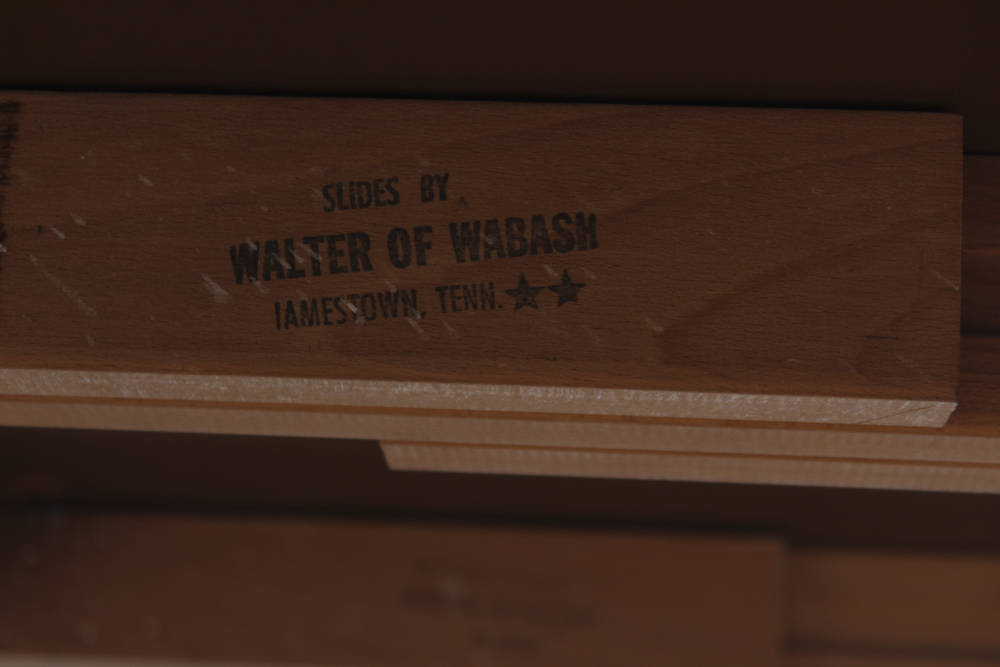 SLIDES BY
WALTER OF WABASH
JAMESTOWN, TENN.★★